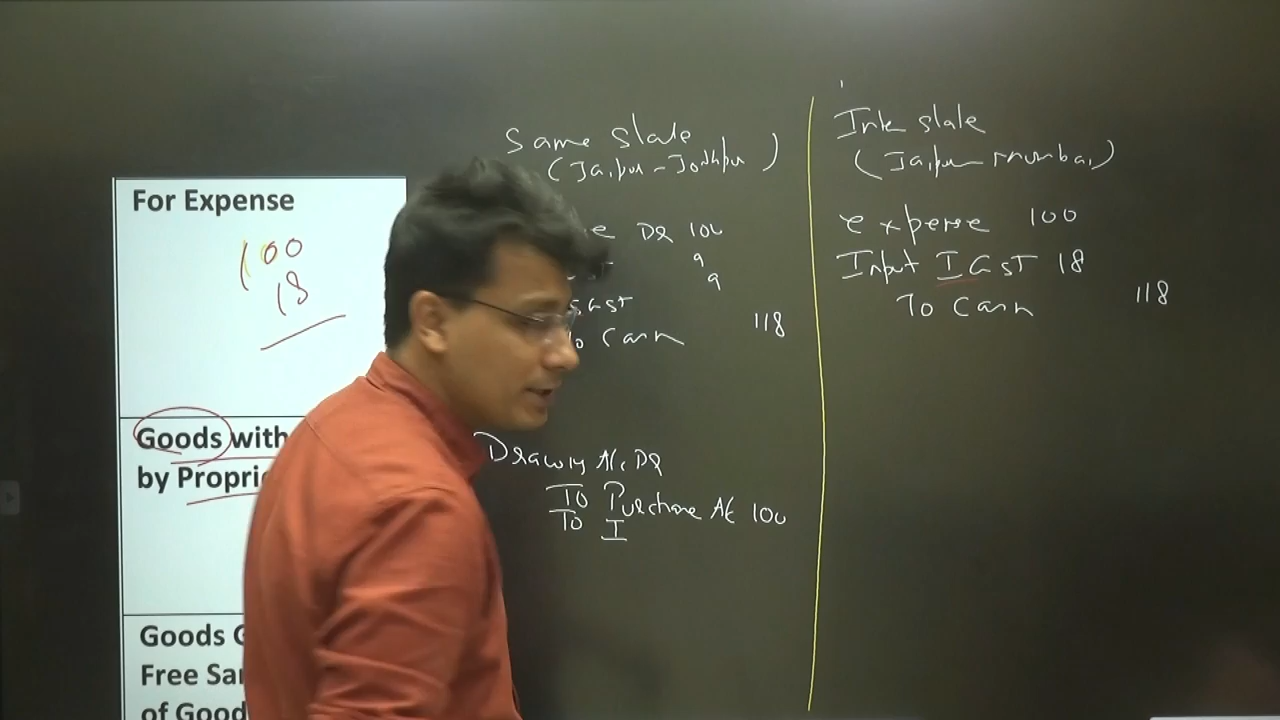 For Expense
100
18
Goods with
by Propri
Goods
Free Sa
of Good
Same State
(Jaipur - Jodhpur)
DR 100
9
9
GST
To Cash 118
Drawing A/c DR
To Purchase A/c 100
To I
Inter state
(Jaipur - Mumbai)
expense 100
Input IGST 18
To Cash 118